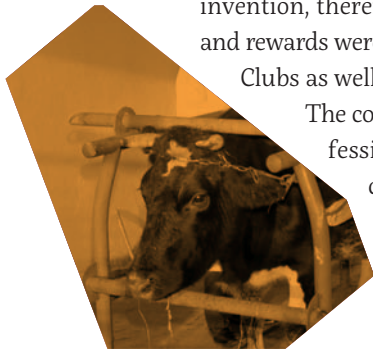 invention, there
and rewards wer
Clubs as well
The co
fessi